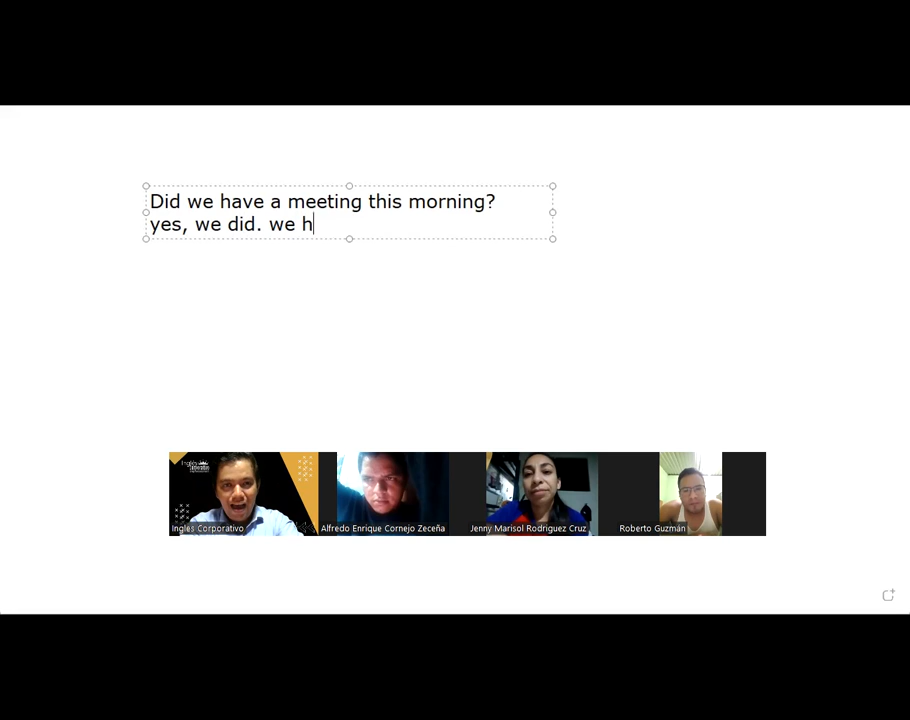 Did we have a meeting this morning?
yes, we did. we h
Inglés Corporativo
Alfredo Enrique Cornejo Zeceña
Jenny Marisol Rodriguez Cruz
Roberto Guzmán